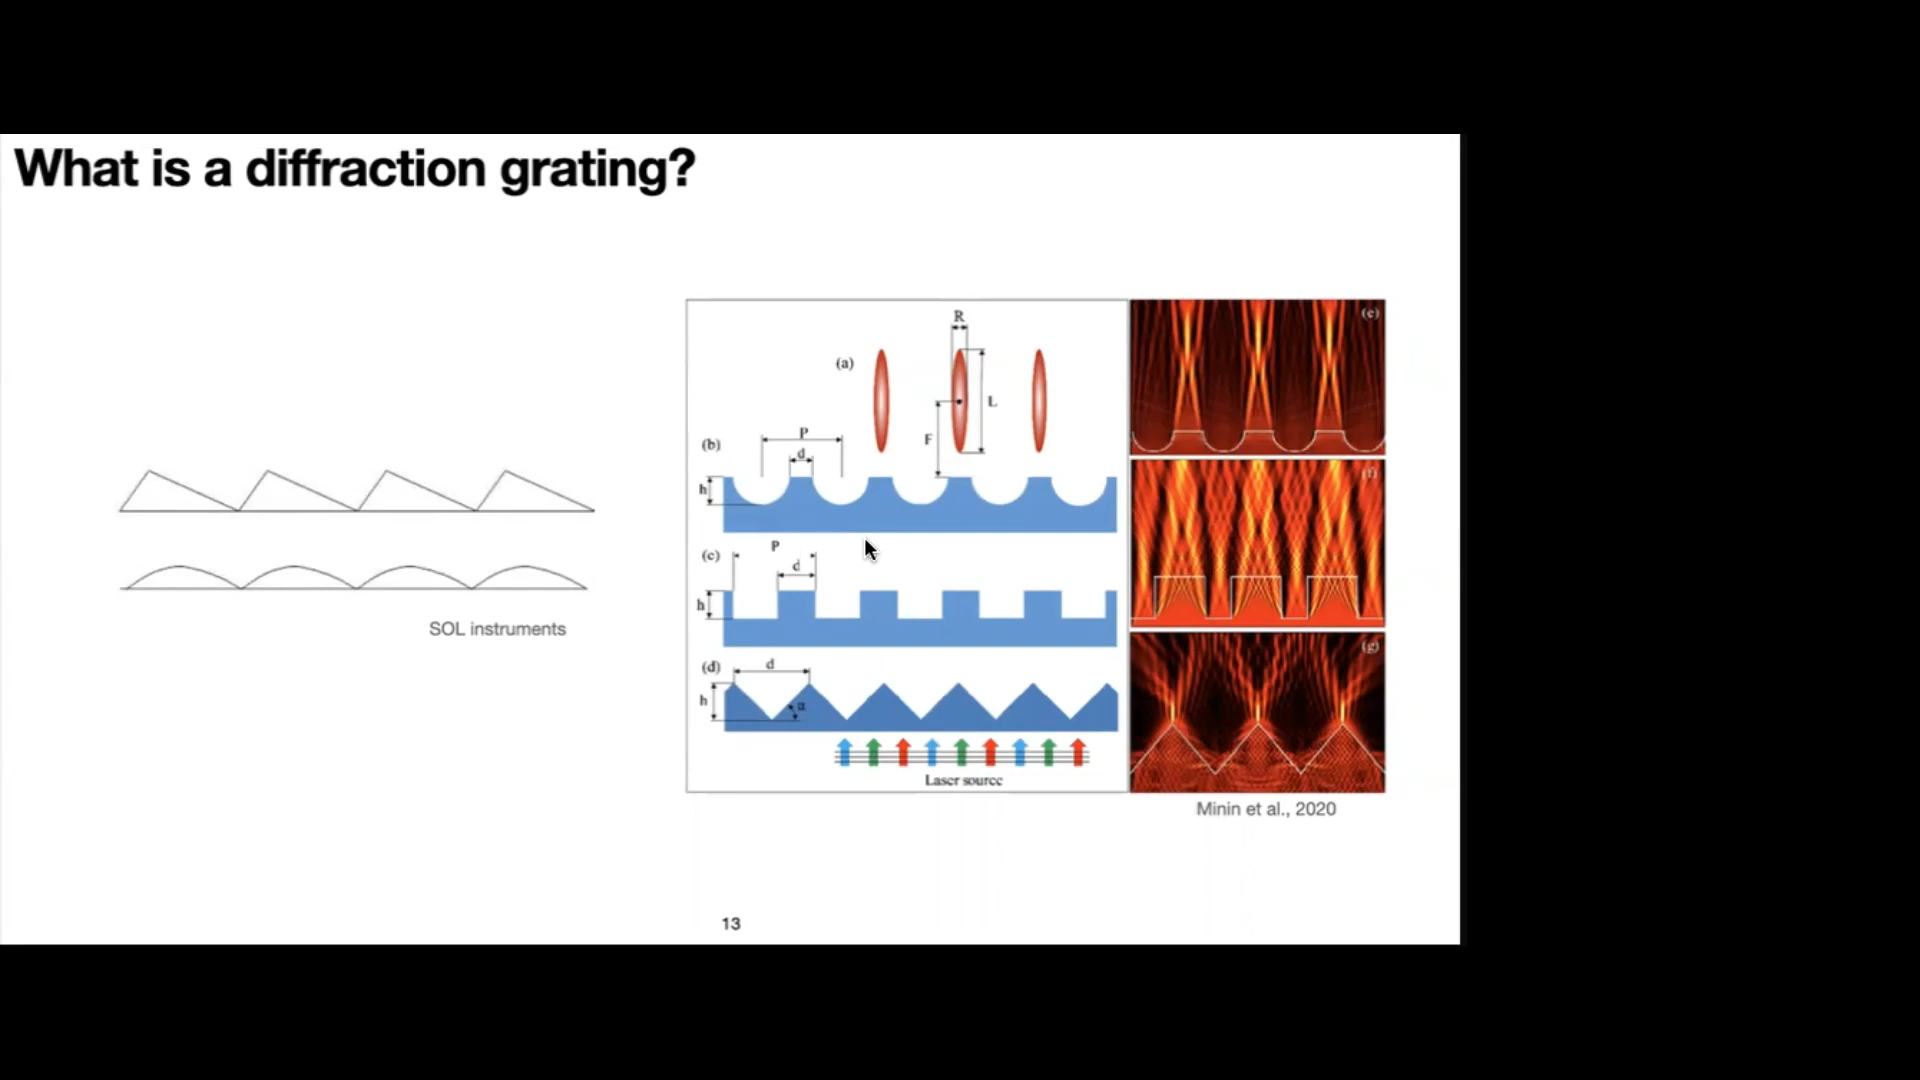 What is a diffraction grating?
R
(a)
L
F
(b)
P
d
h
(c)
P
d
h
(d)
d
h
α
Laser source
(e)
(f)
(g)
SOL instruments
Minin et al., 2020
13